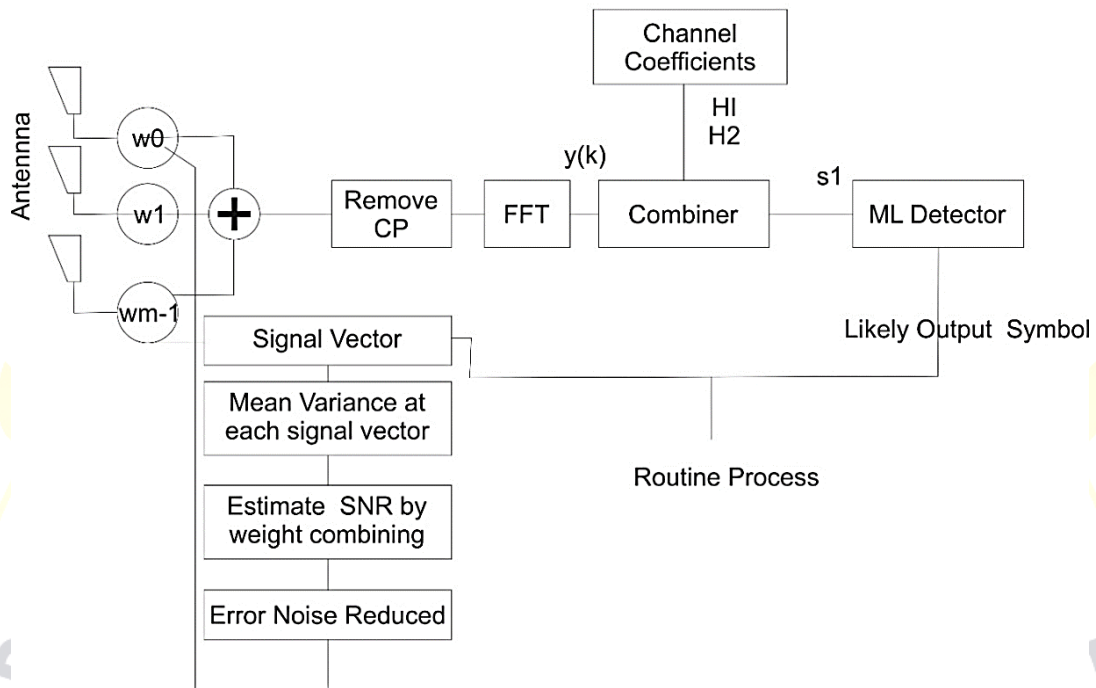 Channel
Coefficients
HI
H2
Antennna
w0
w1
wm-1
+
Remove
CP
FFT
y(k)
Combiner
s1
ML Detector
Likely Output Symbol
Signal Vector
Mean Variance at
each signal vector
Estimate SNR by
weight combining
Error Noise Reduced
Routine Process